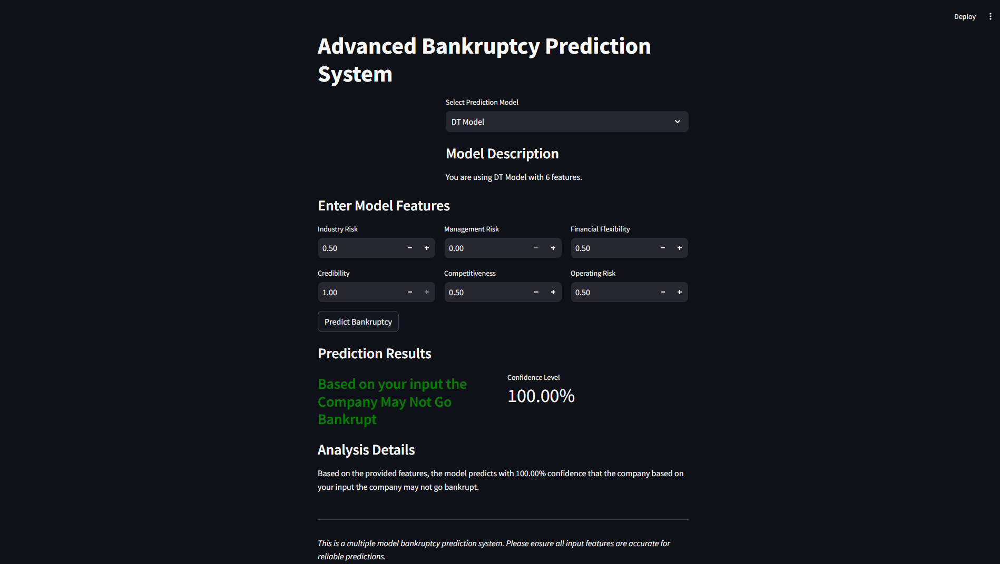 Deploy
Advanced Bankruptcy Prediction
System
Select Prediction Model
DT Model
Model Description
You are using DT Model with 6 features.
Enter Model Features
Industry Risk
Management Risk
Financial Flexibility
0.50
0.00
0.50
Credibility
Competitiveness
Operating Risk
1.00
0.50
0.50
Predict Bankruptcy
Prediction Results
Based on your input the
Company May Not Go
Bankrupt
Confidence Level
100.00%
Analysis Details
Based on the provided features, the model predicts with 100.00% confidence that the company based on
your input the company may not go bankrupt.
This is a multiple model bankruptcy prediction system. Please ensure all input features are accurate for
reliable predictions.